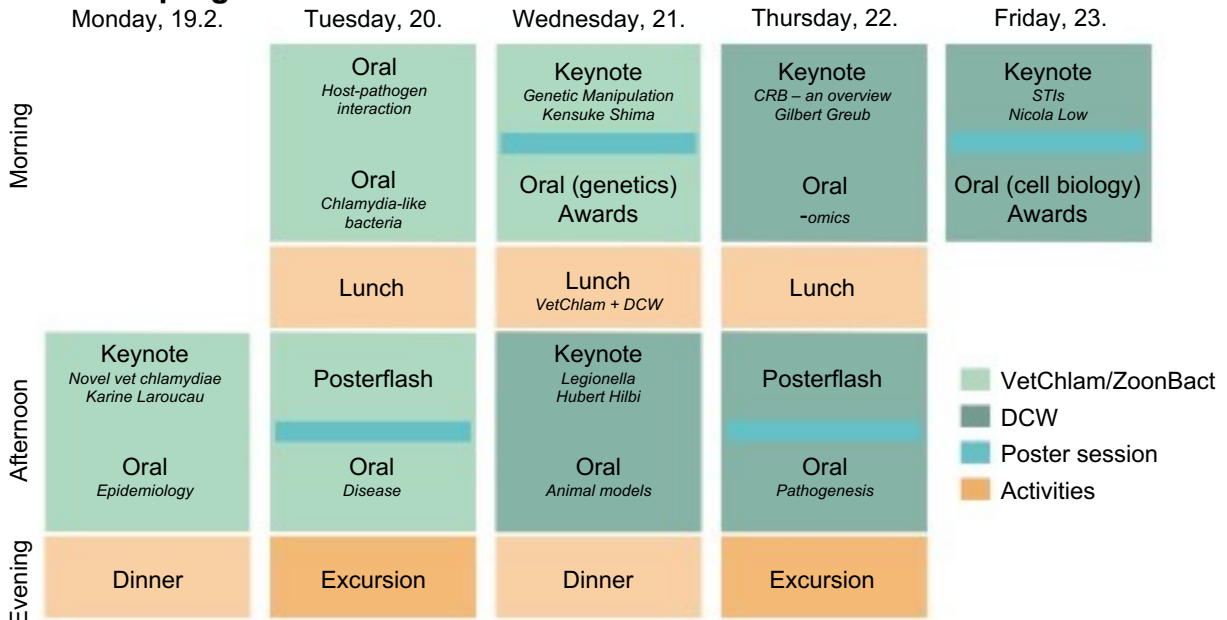 Monday, 19.2.
Tuesday, 20.
Wednesday, 21.
Thursday, 22.
Friday, 23.
Morning
Oral
Host-pathogen
interaction
Oral
Chlamydia-like
bacteria
Keynote
Genetic Manipulation
Kensuke Shima
Oral (genetics)
Awards
Keynote
CRB – an overview
Gilbert Greub
Oral
-omics
Keynote
STIs
Nicola Low
Oral (cell biology)
Awards
Lunch
Lunch
VetChlam + DCW
Lunch
Afternoon
Keynote
Novel vet chlamydiae
Karine Laroucau
Oral
Epidemiology
Posterflash
Oral
Disease
Keynote
Legionella
Hubert Hilbi
Oral
Animal models
Posterflash
Oral
Pathogenesis
VetChlam/ZoonBact
DCW
Poster session
Activities
Evening
Dinner
Excursion
Dinner
Excursion